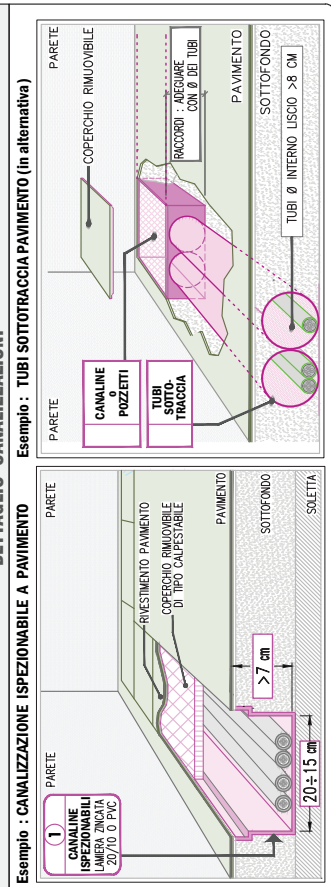 DETTAGLIO CANALIZZAZIONI
Esempio : CANALIZZAZIONE ISPEZIONABILE A PAVIMENTO
PARETE
PARETE
1
CANALINE
ISPEZIONABILI
LAMIERA ZINCATA
20/10 O PVC
RIVESTIMENTO PAVIMENTO
COPERCHIO RIMUOVIBILE
DI TIPO CALPESTABILE
PAVIMENTO
SOTTOFONDO
SOLETTA
>7 cm
20÷15 cm
Esempio : TUBI SOTTOTRACCIA PAVIMENTO (in alternativa)
PARETE
PARETE
COPERCHIO RIMUOVIBILE
CANALINE
O
POZZETTI
TUBI
SOTTO
TRACCIA
RACCORDI : ADEGUARE
CON Ø DEI TUBI
PAVIMENTO
SOTTOFONDO
TUBI Ø INTERNO LISCIO >8 CM